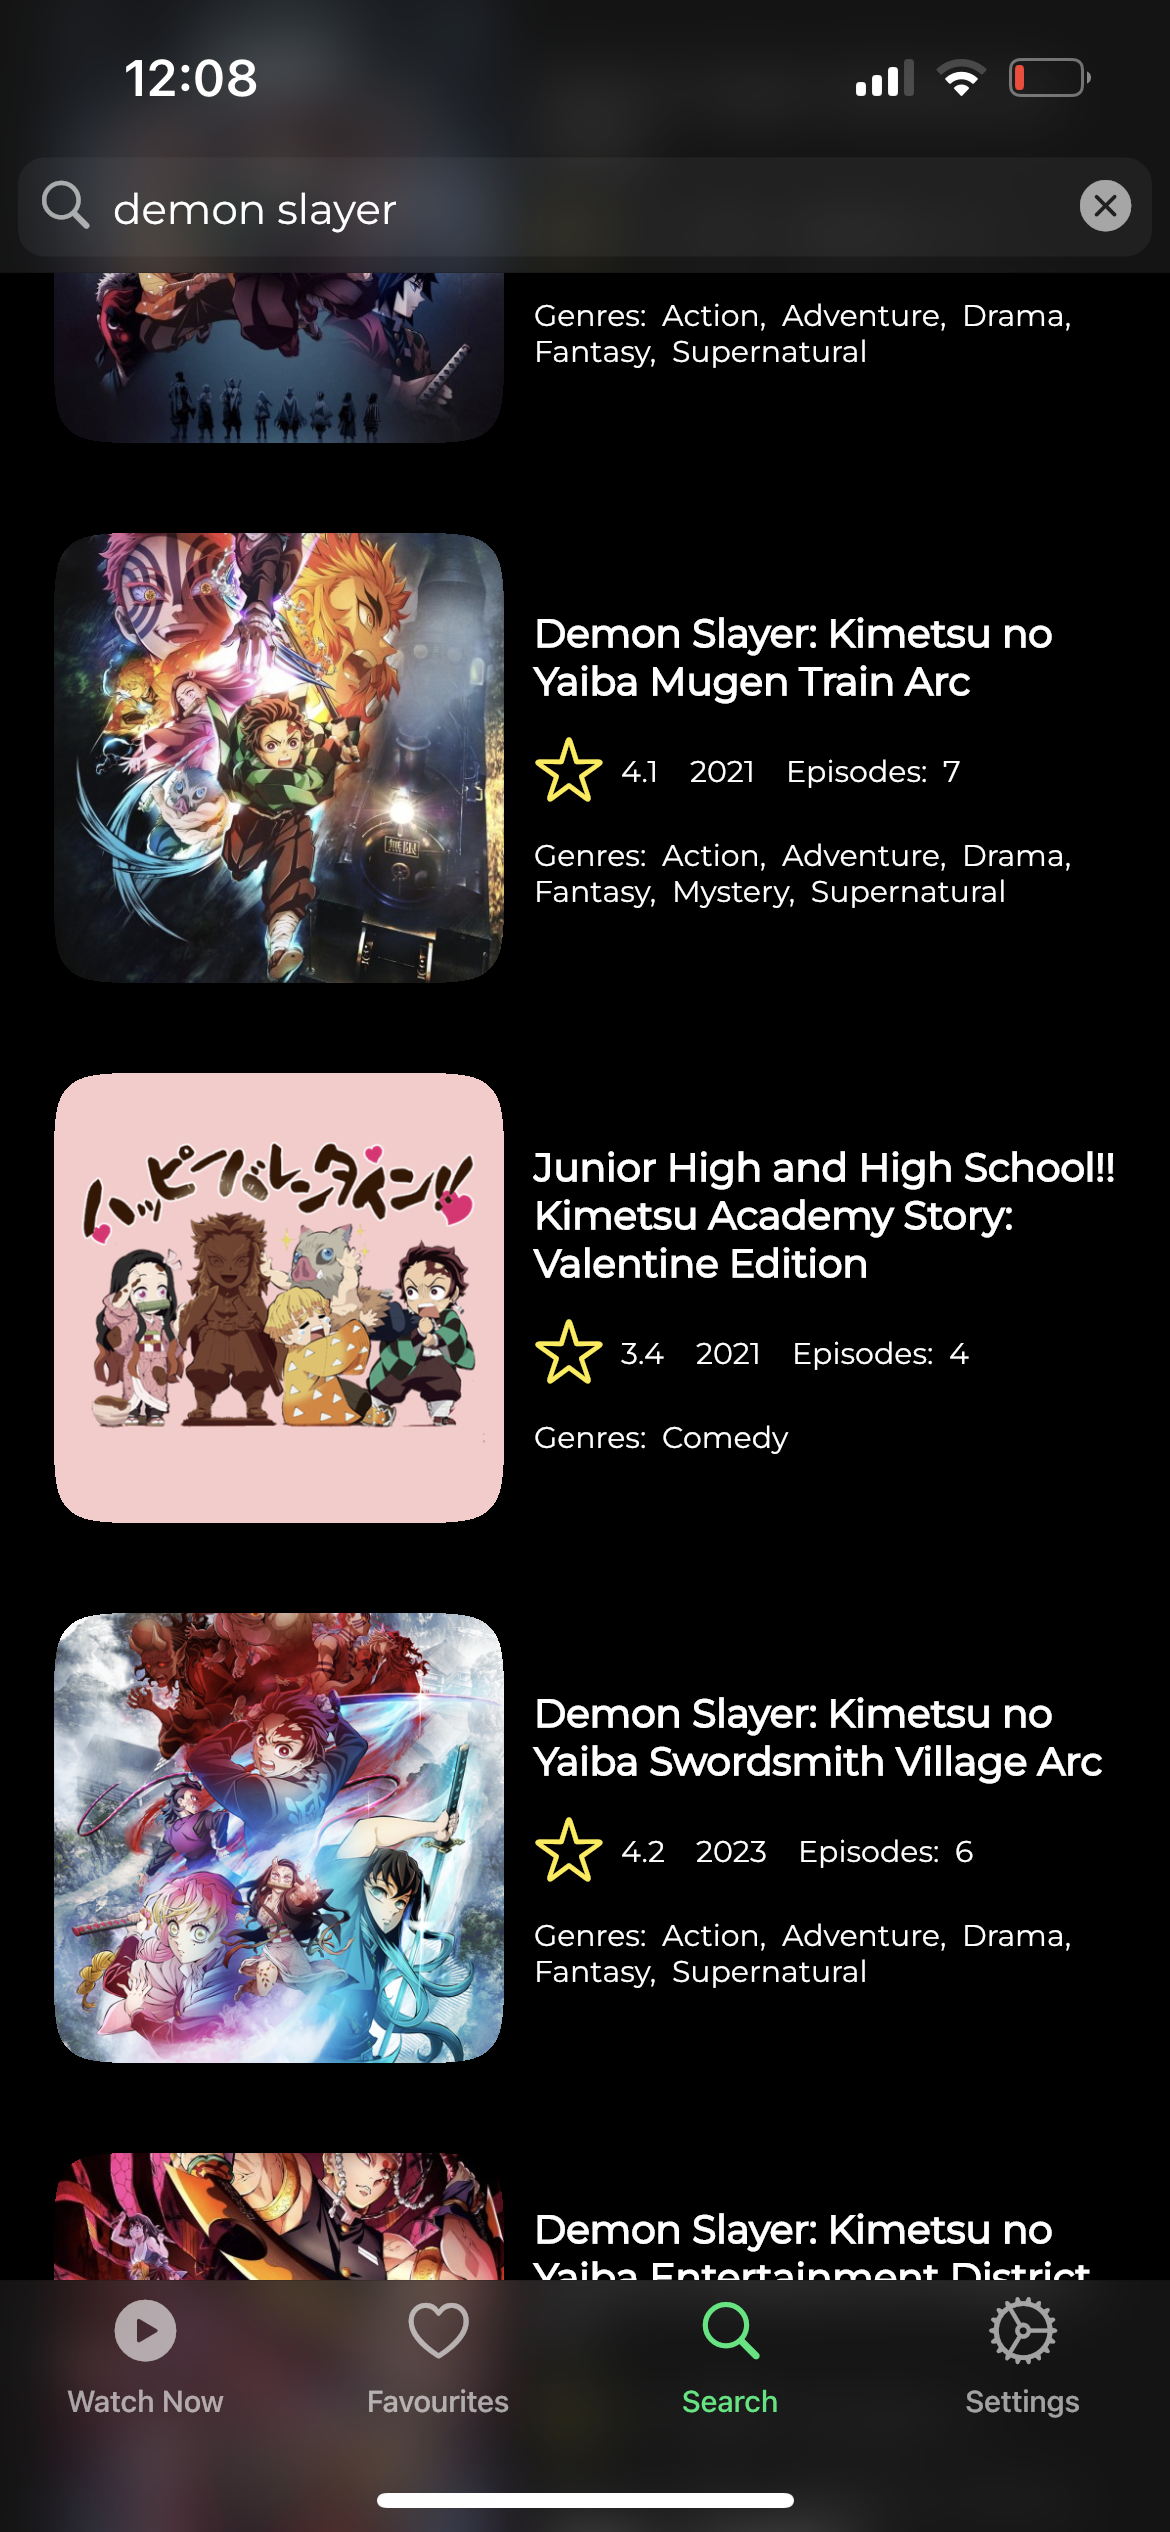 12:08
demon slayer
Genres: Action, Adventure, Drama,
Fantasy, Supernatural
Demon Slayer: Kimetsu no
Yaiba Mugen Train Arc
4.1 2021 Episodes: 7
Genres: Action, Adventure, Drama,
Fantasy, Mystery, Supernatural
無限
ハッピーバレンタイン!!
Junior High and High School!!
Kimetsu Academy Story:
Valentine Edition
3.4 2021 Episodes: 4
Genres: Comedy
Demon Slayer: Kimetsu no
Yaiba Swordsmith Village Arc
4.2 2023 Episodes: 6
Genres: Action, Adventure, Drama,
Fantasy, Supernatural
Demon Slayer: Kimetsu no
Yaiba Entertainment District
Watch Now
Favourites
Search
Settings